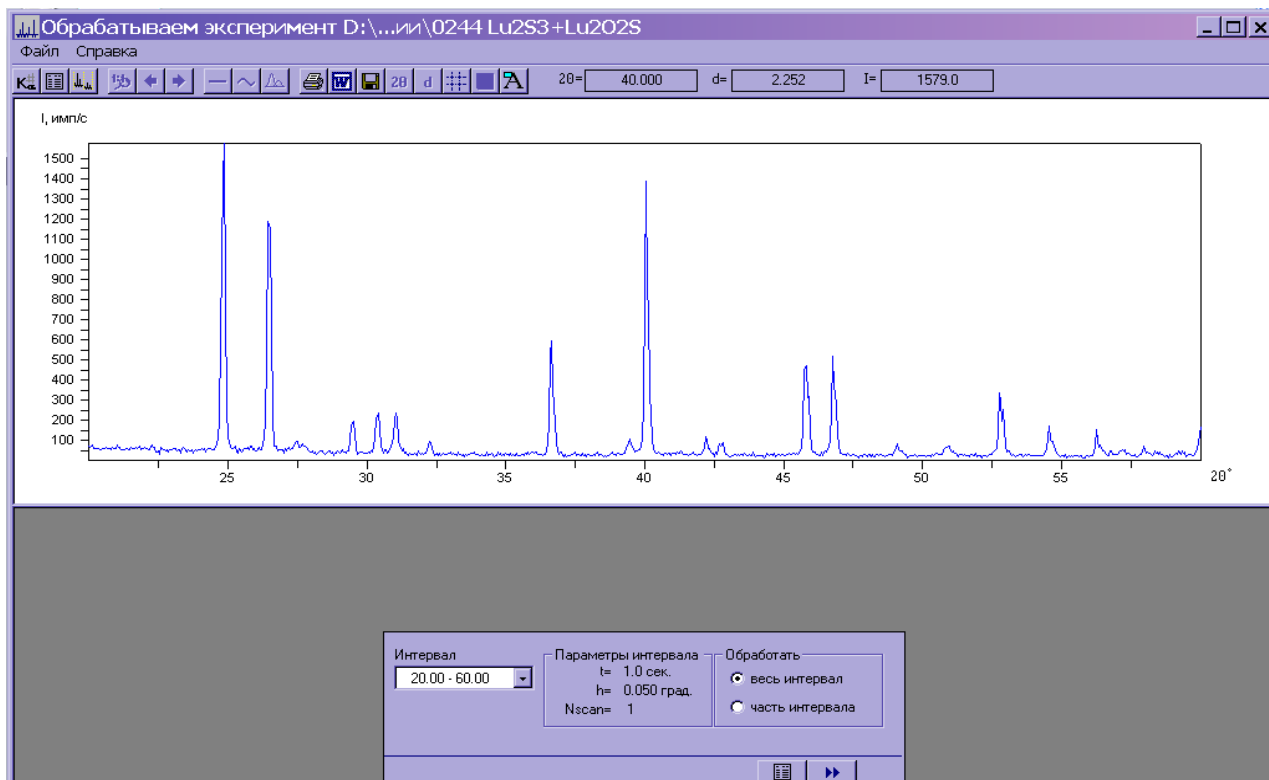 Обрабатываем эксперимент D:\...ии\0244 Lu2S3+Lu2O2S
Файл Справка
2θ= 40.000 d= 2.252 I= 1579.0
I, имп/с
1500
1400
1300
1200
1100
1000
900
800
700
600
500
400
300
200
100
25 30 35 40 45 50 55 2θ°
Интервал
20.00 - 60.00
Параметры интервала
t= 1.0 сек.
h= 0.050 град.
Nscan= 1
Обработать
весь интервал
часть интервала